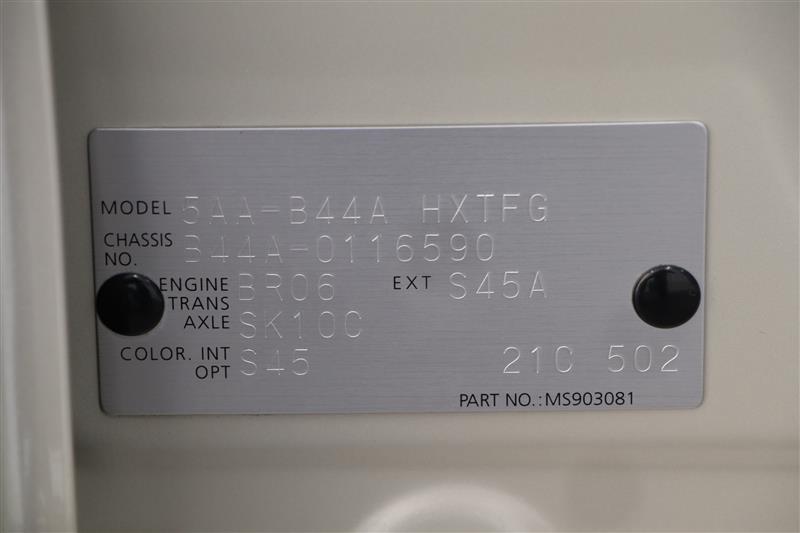 MODEL 5AA-B44A HXTFG
CHASSIS NO. B44A-0116590
ENGINE BR06 EXT S45A
TRANS AXLE SK10C
COLOR. INT S45 21C 502
OPT
PART NO.:MS903081